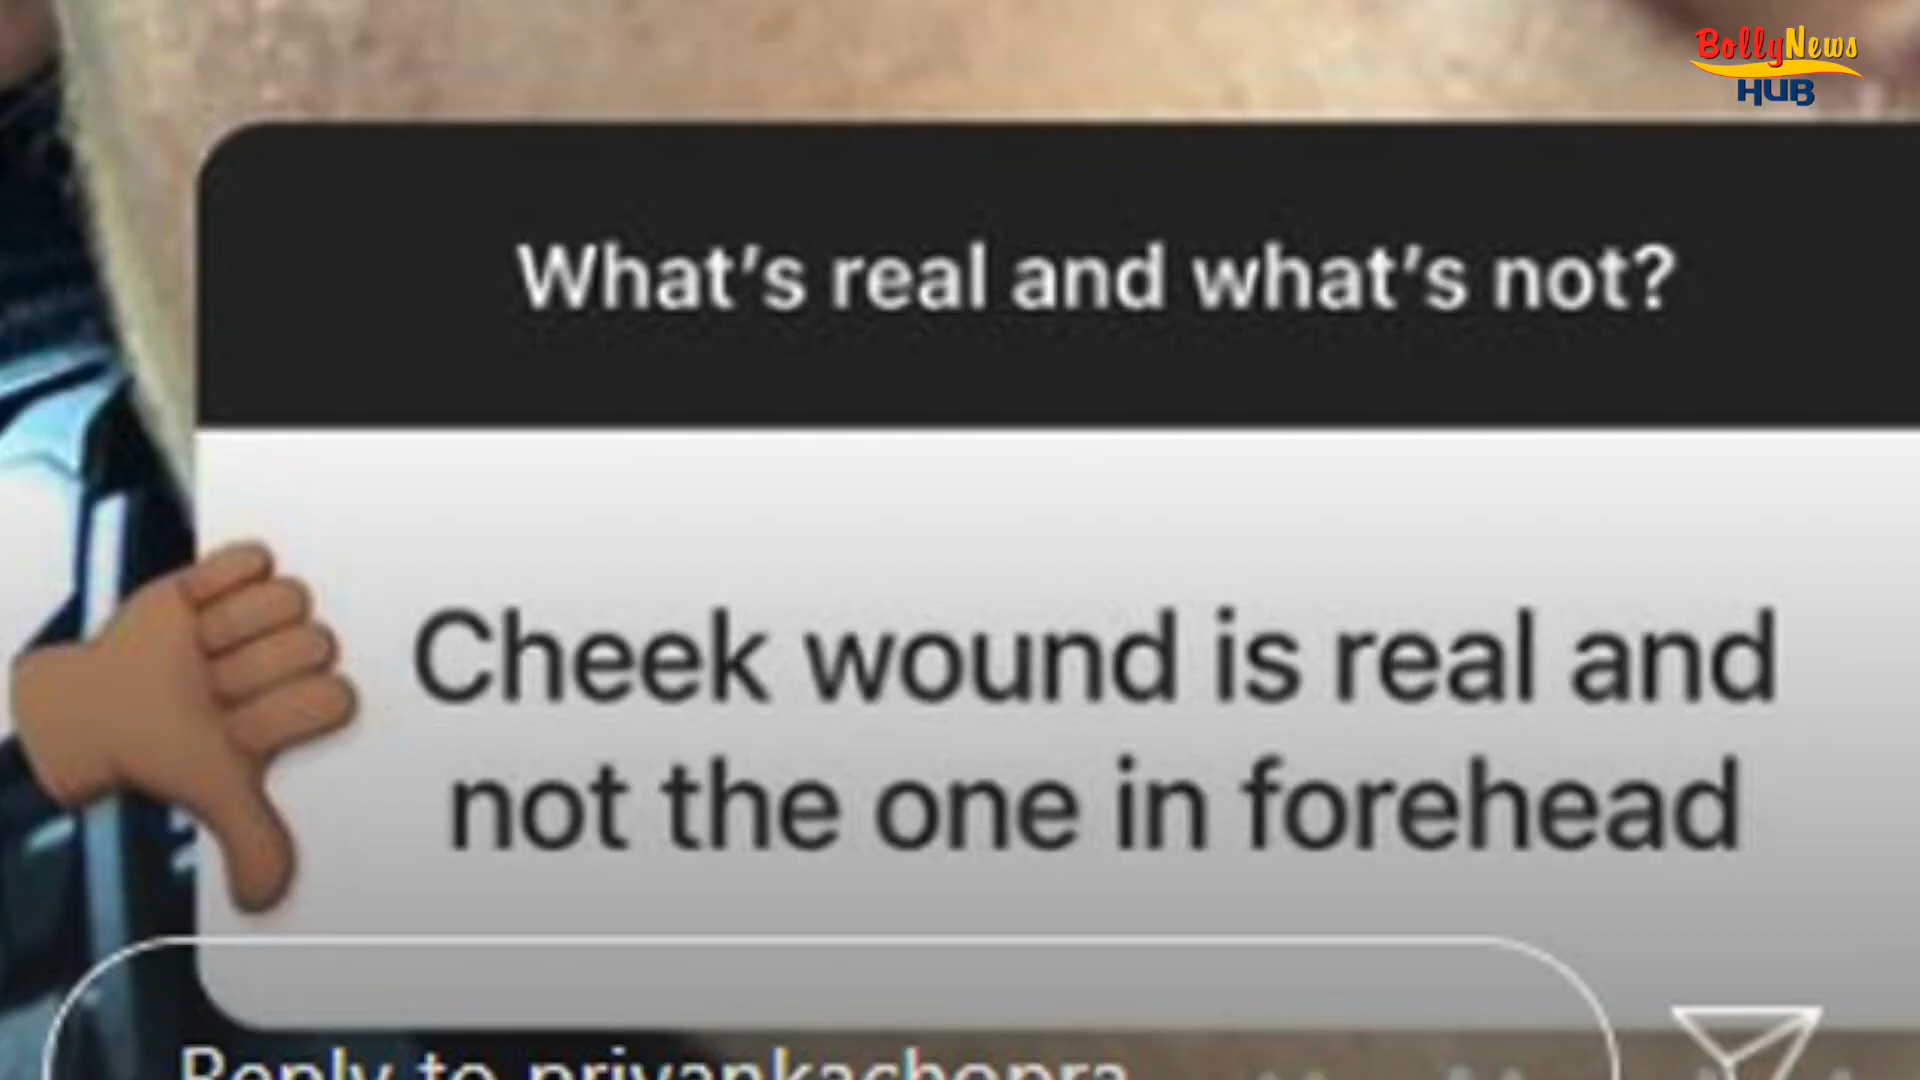 BollyNews
HUB
What’s real and what’s not?
Cheek wound is real and
not the one in forehead
Reply to priyankachopra